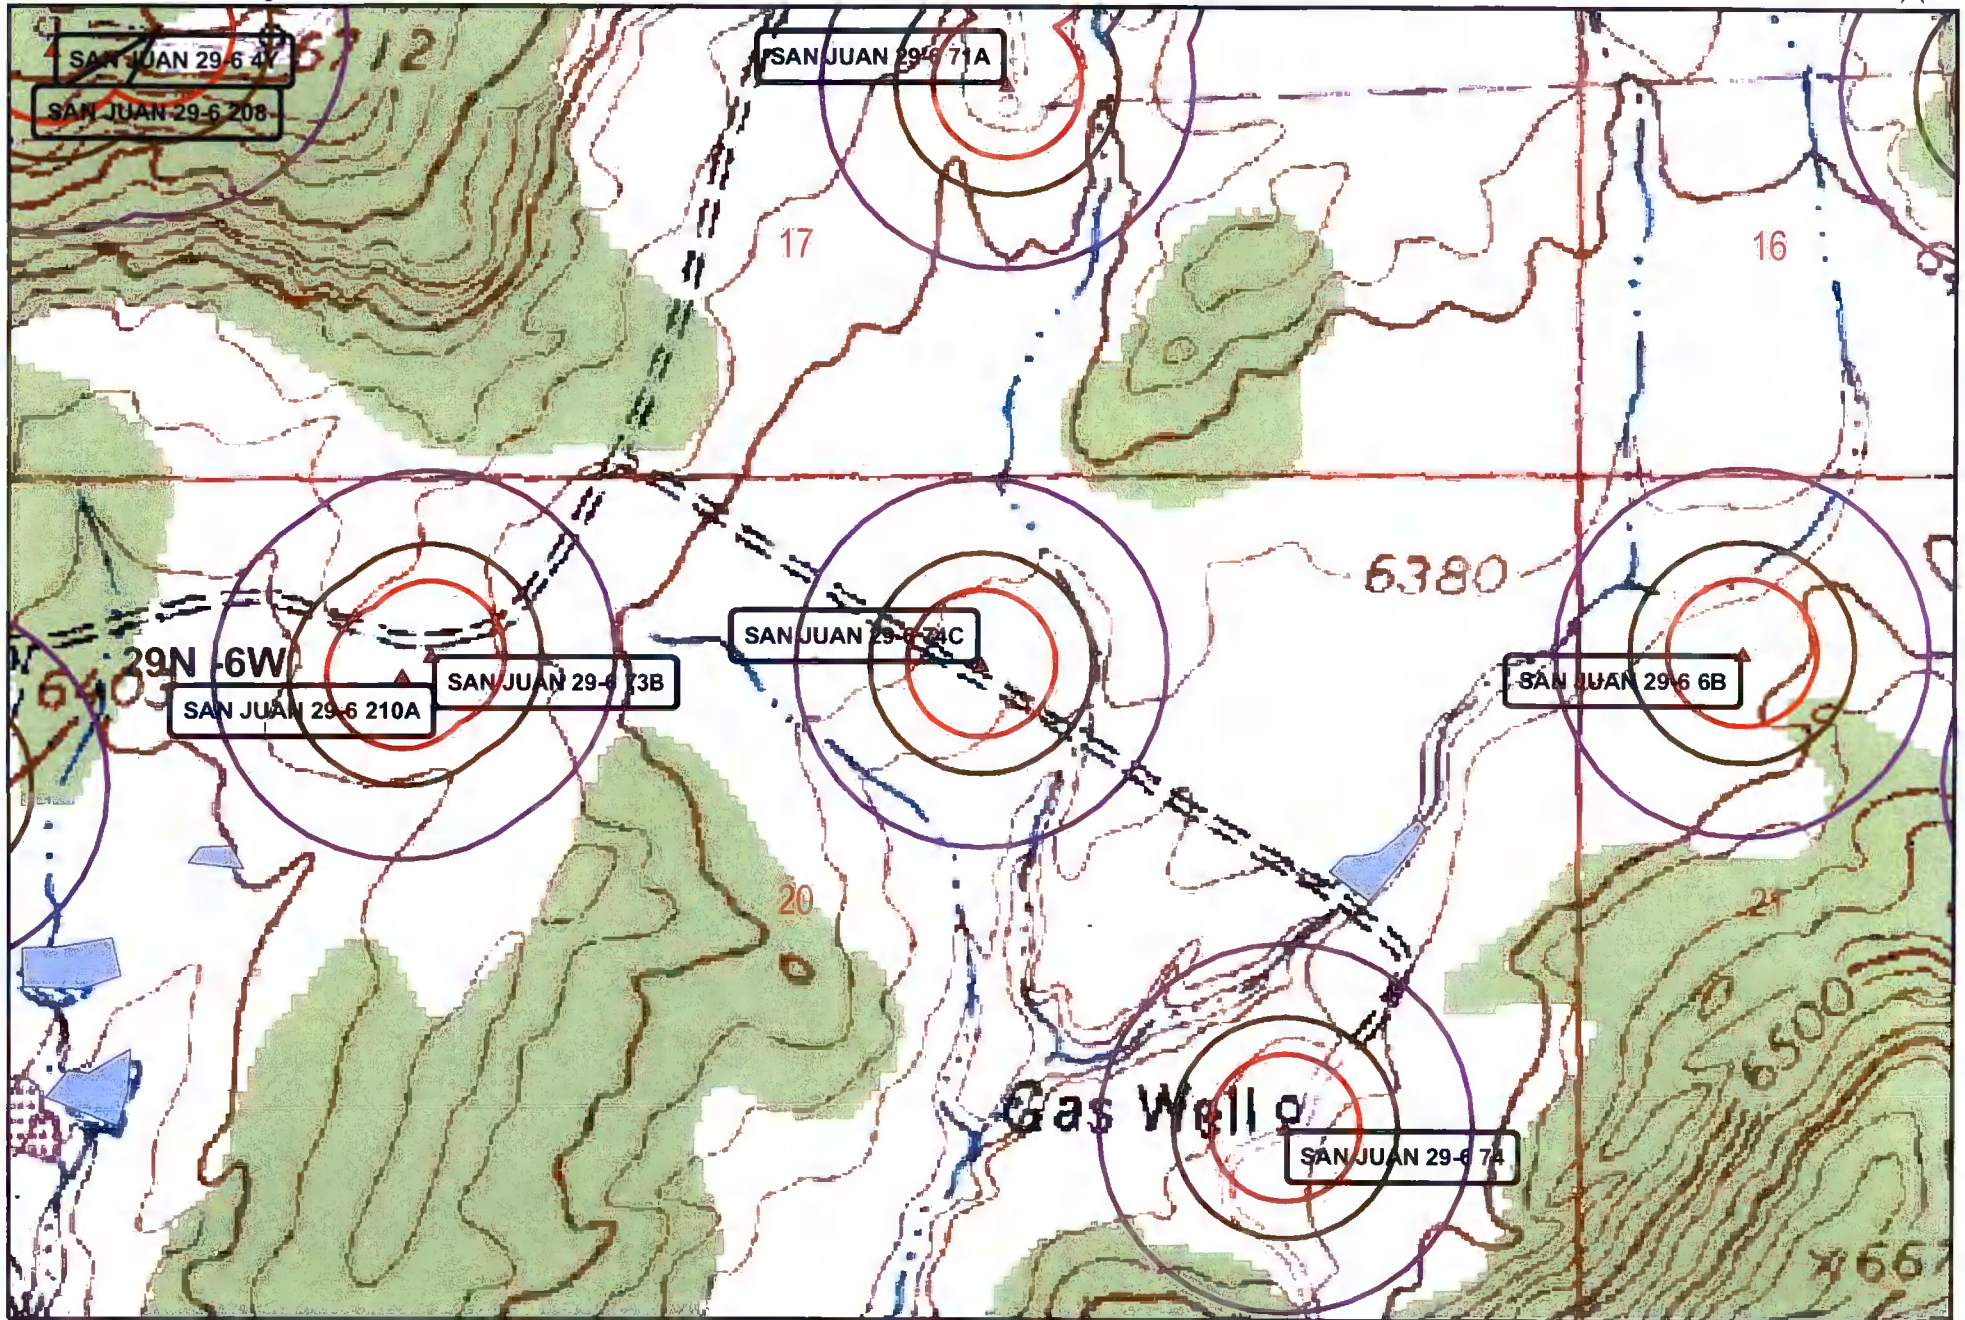 6712
SAN JUAN 29-6 4Y
SAN JUAN 29-6 71A
SAN JUAN 29-6 208
17
16
6380
SAN JUAN 29-6 74C
29N -6W
SAN JUAN 29-6 73B
SAN JUAN 29-6 6B
SAN JUAN 29-6 210A
20
21
6500
Gas Well
SAN JUAN 29-6 74
66